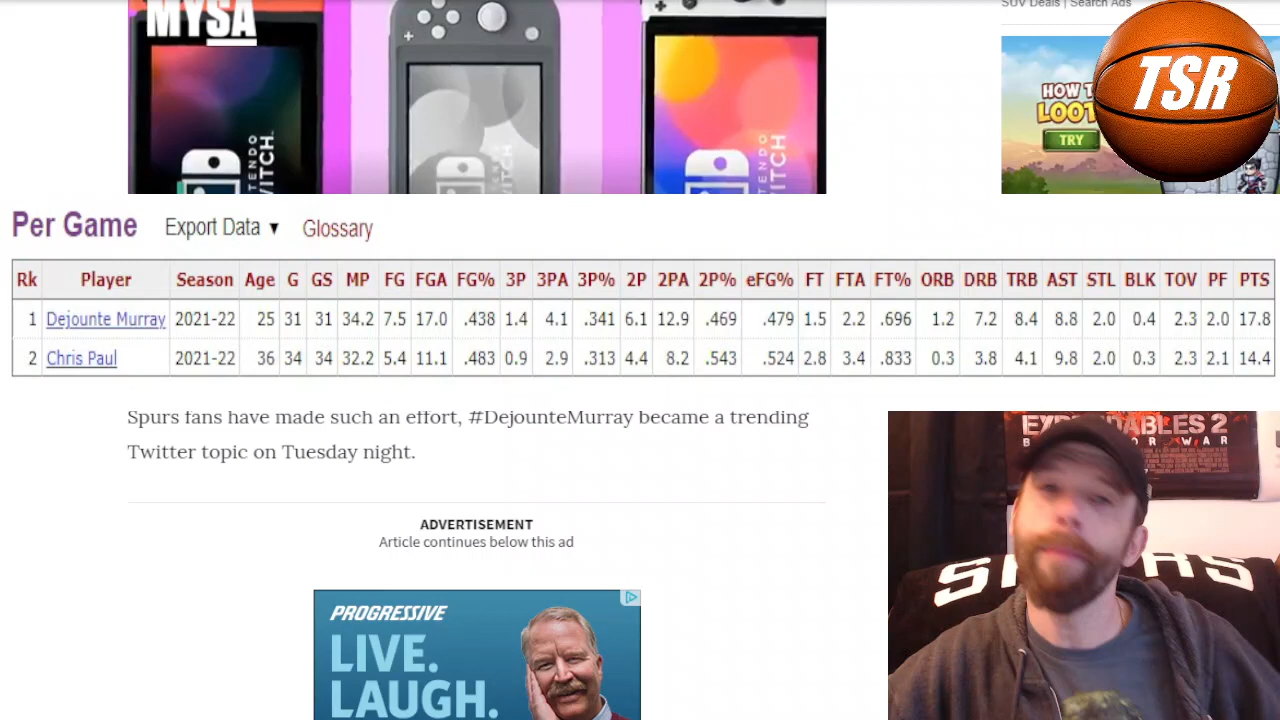 MYSA
SUV Deals | Search Ads
TSR
HOW T
LOOT
TRY
NINTENDO
SWITCH
Per Game Export Data ▼ Glossary
Rk Player Season Age G GS MP FG FGA FG% 3P 3PA 3P% 2P 2PA 2P% eFG% FT FTA FT% ORB DRB TRB AST STL BLK TOV PF PTS
1 Dejounte Murray 2021-22 25 31 31 34.2 7.5 17.0 .438 1.4 4.1 .341 6.1 12.9 .469 .479 1.5 2.2 .696 1.2 7.2 8.4 8.8 2.0 0.4 2.3 2.0 17.8
2 Chris Paul 2021-22 36 34 34 32.2 5.4 11.1 .483 0.9 2.9 .313 4.4 8.2 .543 .524 2.8 3.4 .833 0.3 3.8 4.1 9.8 2.0 0.3 2.3 2.1 14.4
Spurs fans have made such an effort, #DejounteMurray became a trending
Twitter topic on Tuesday night.
ADVERTISEMENT
Article continues below this ad
PROGRESSIVE
LIVE.
LAUGH.
EXPENDABLES 2